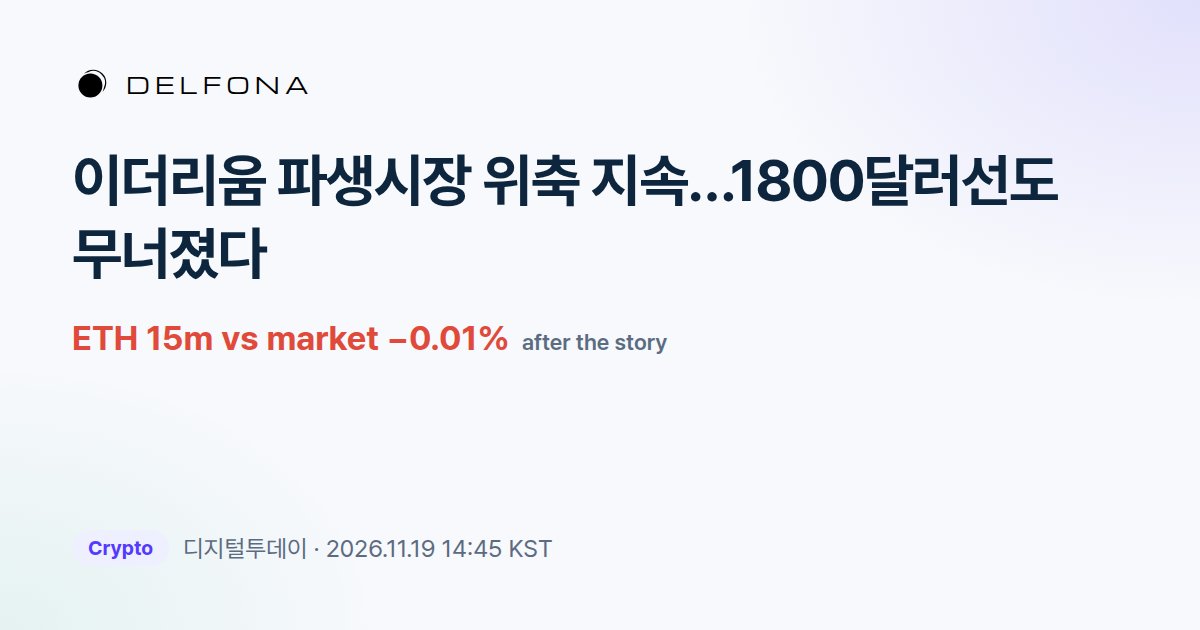 DELFONA
이더리움 파생시장 위축 지속…1800달러선도
무너졌다
ETH 15m vs market −0.01% after the story
Crypto 디지털투데이 · 2026.11.19 14:45 KST